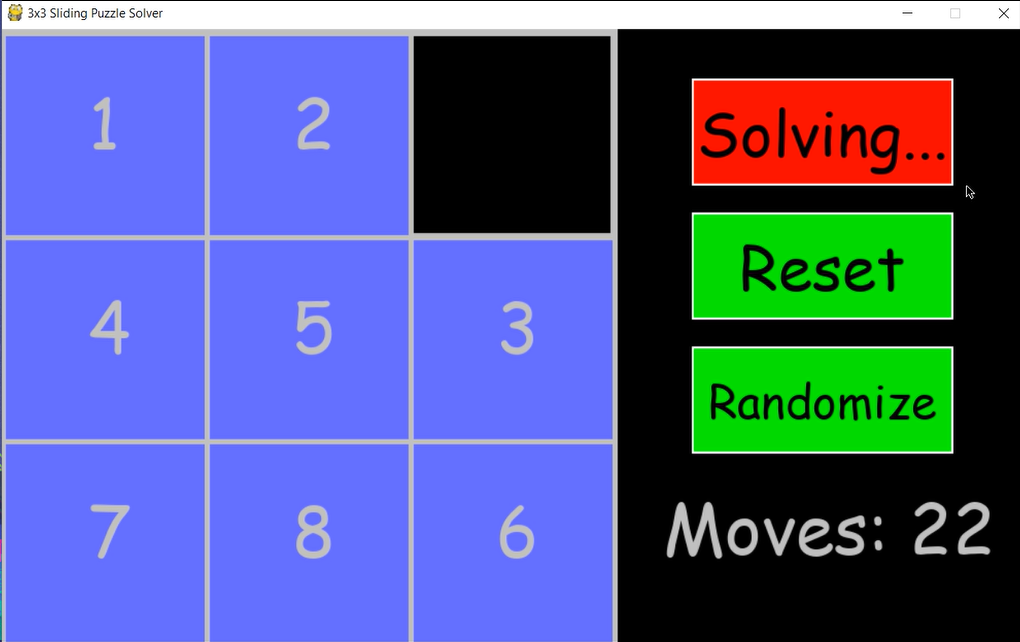 3x3 Sliding Puzzle Solver
1 2
4 5 3
7 8 6
Solving...
Reset
Randomize
Moves: 22